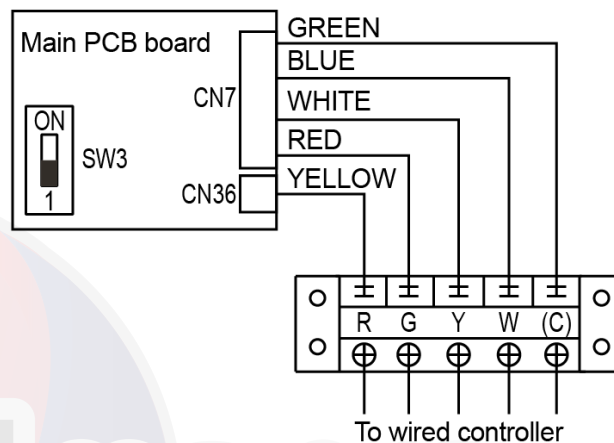 GREEN
Main PCB board
BLUE
CN7
WHITE
ON
RED
SW3
YELLOW
CN36
1
R G Y W (C)
To wired controller